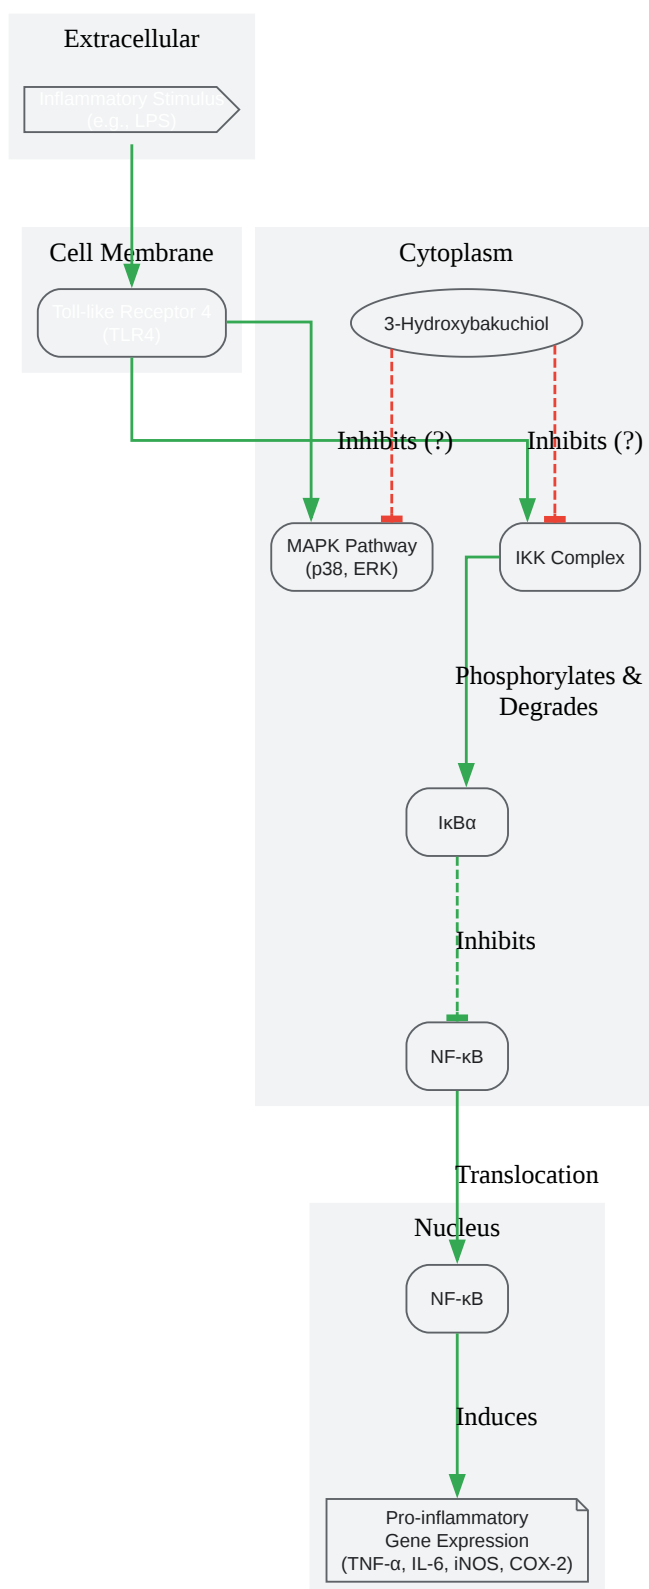 Extracellular
Inflammatory Stimulus
(e.g., LPS)
Cell Membrane
Cytoplasm
Toll-like Receptor 4
(TLR4)
3-Hydroxybakuchiol
Inhibits (?)
Inhibits (?)
MAPK Pathway
(p38, ERK)
IKK Complex
Phosphorylates &
Degrades
IκBα
Inhibits
NF-κB
Translocation
Nucleus
NF-κB
Induces
Pro-inflammatory
Gene Expression
(TNF-α, IL-6, iNOS, COX-2)